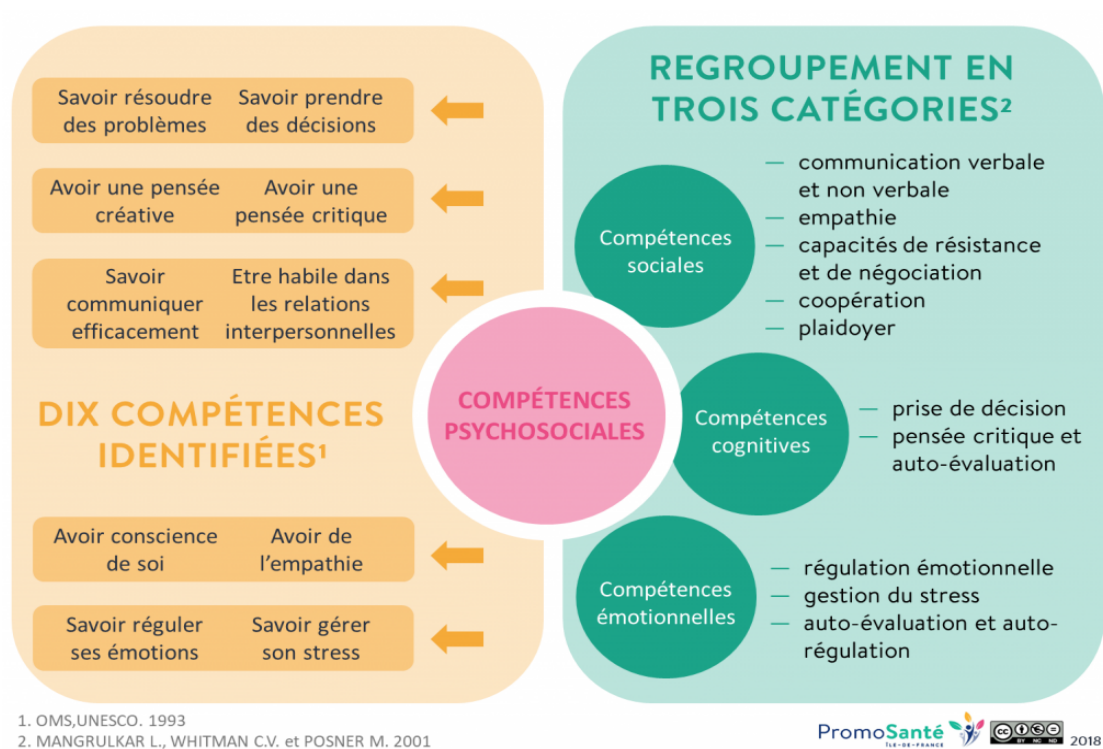 Savoir résoudre
des problèmes
Savoir prendre
des décisions
Avoir une pensée
créative
Avoir une
pensée critique
Savoir
communiquer
efficacement
Etre habile dans
les relations
interpersonnelles
DIX COMPÉTENCES
IDENTIFIÉES¹
Avoir conscience
de soi
Avoir de
l'empathie
Savoir réguler
ses émotions
Savoir gérer
son stress
COMPÉTENCES
PSYCHOSOCIALES
REGROUPEMENT EN
TROIS CATÉGORIES²
Compétences
sociales
— communication verbale
et non verbale
— empathie
— capacités de résistance
et de négociation
— coopération
— plaidoyer
Compétences
cognitives
— prise de décision
— pensée critique et
auto-évaluation
Compétences
émotionnelles
— régulation émotionnelle
— gestion du stress
— auto-évaluation et auto-
régulation
1. OMS,UNESCO. 1993
2. MANGRULKAR L., WHITMAN C.V. et POSNER M. 2001
PromoSanté
ÎLE-DE-FRANCE
cc
BY NC ND
2018